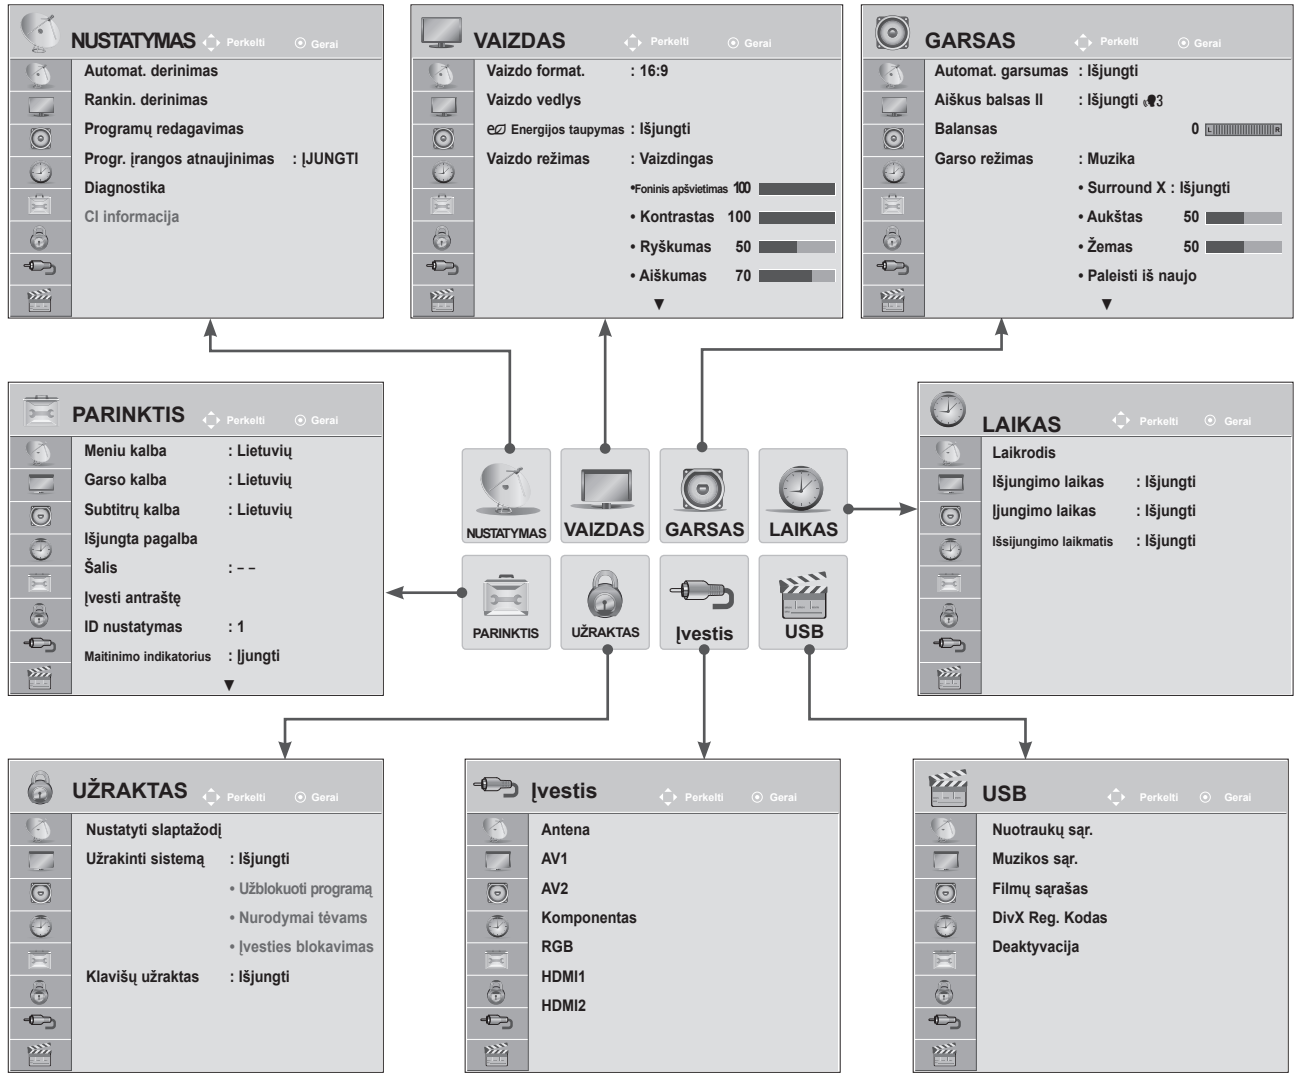 NUSTATYMAS Perkelti Gerai
Automat. derinimas
Rankin. derinimas
Programų redagavimas
Progr. įrangos atnaujinimas : ĮJUNGTI
Diagnostika
CI informacija
VAIZDAS Perkelti Gerai
Vaizdo format. : 16:9
Vaizdo vedlys
Energijos taupymas : Išjungti
Vaizdo režimas : Vaizdingas
•Foninis apšvietimas 100
• Kontrastas 100
• Ryškumas 50
• Aiškumas 70
▼
GARSAS Perkelti Gerai
Automat. garsumas : Išjungti
Aiškus balsas II : Išjungti 3
Balansas 0 L R
Garso režimas : Muzika
• Surround X : Išjungti
• Aukštas 50
• Žemas 50
• Paleisti iš naujo
▼
PARINKTIS Perkelti Gerai
Meniu kalba : Lietuvių
Garso kalba : Lietuvių
Subtitrų kalba : Lietuvių
Išjungta pagalba
Šalis : – –
Įvesti antraštę
ID nustatymas : 1
Maitinimo indikatorius : Įjungti
▼
NUSTATYMAS
VAIZDAS
GARSAS
LAIKAS
PARINKTIS
UŽRAKTAS
Įvestis
USB
LAIKAS Perkelti Gerai
Laikrodis
Išjungimo laikas : Išjungti
Įjungimo laikas : Išjungti
Išsijungimo laikmatis : Išjungti
UŽRAKTAS Perkelti Gerai
Nustatyti slaptažodį
Užrakinti sistemą : Išjungti
• Užblokuoti programą
• Nurodymai tėvams
• Įvesties blokavimas
Klavišų užraktas : Išjungti
Įvestis Perkelti Gerai
Antena
AV1
AV2
Komponentas
RGB
HDMI1
HDMI2
USB Perkelti Gerai
Nuotraukų sąr.
Muzikos sąr.
Filmų sąrašas
DivX Reg. Kodas
Deaktyvacija